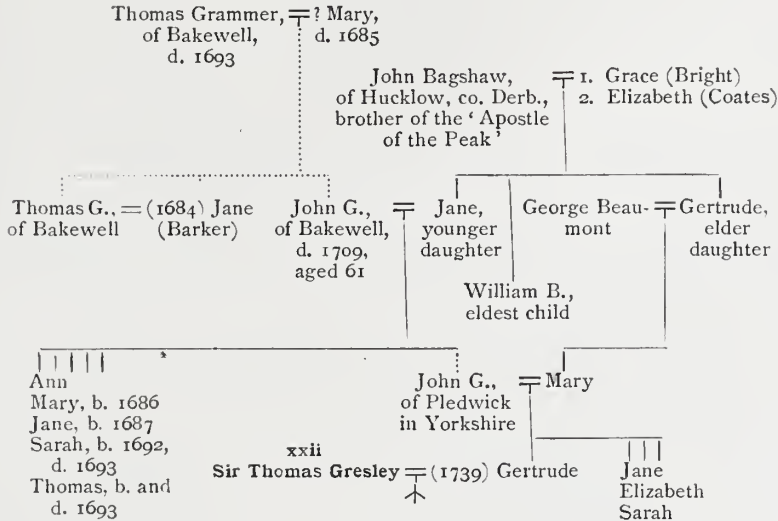 Thomas Grammer, = ? Mary,
of Bakewell, d. 1685
d. 1693
John Bagshaw, = 1. Grace (Bright)
of Hucklow, co. Derb., 2. Elizabeth (Coates)
brother of the ‘ Apostle
of the Peak’
Thomas G., = (1684) Jane
of Bakewell (Barker)
John G., = Jane,
of Bakewell, younger
d. 1709, daughter
aged 61
George Beau- = Gertrude,
mont elder
daughter
William B.,
eldest child
Ann
Mary, b. 1686
Jane, b. 1687
Sarah, b. 1692,
d. 1693
Thomas, b. and
d. 1693
John G., = Mary
of Pledwick
in Yorkshire
xxii
Sir Thomas Gresley = (1739) Gertrude
Jane
Elizabeth
Sarah